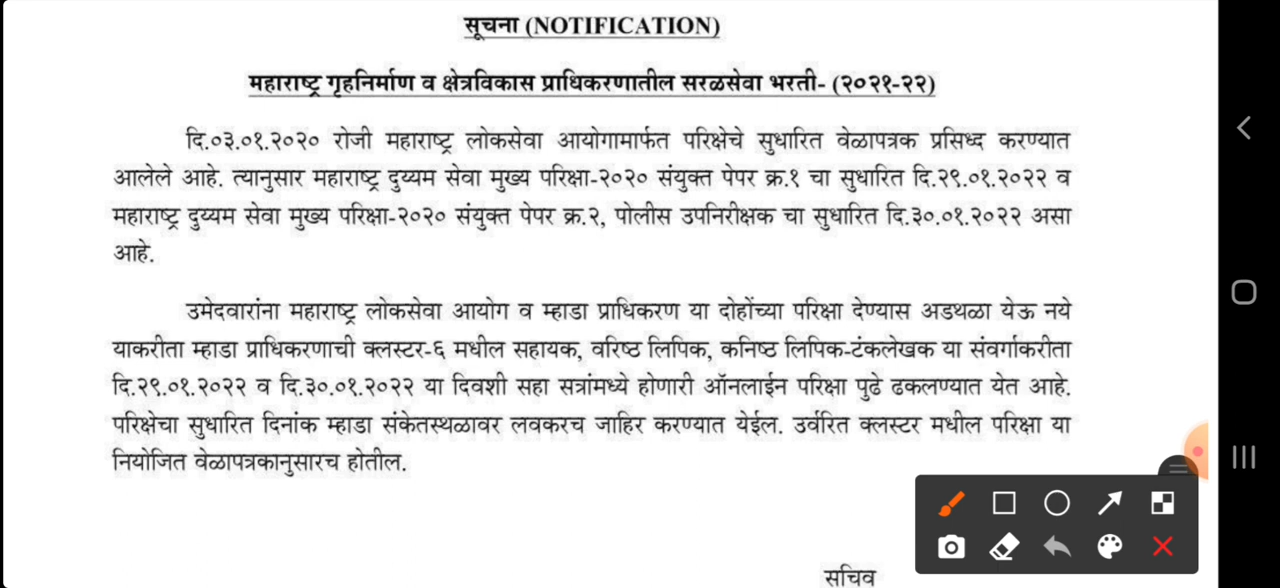 सूचना (NOTIFICATION)
महाराष्ट्र गृहनिर्माण व क्षेत्रविकास प्राधिकरणातील सरळसेवा भरती- (२०२१-२२)
दि.०३.०१.२०२० रोजी महाराष्ट्र लोकसेवा आयोगामार्फत परिक्षेचे सुधारित वेळापत्रक प्रसिध्द करण्यात
आलेले आहे. त्यानुसार महाराष्ट्र दुय्यम सेवा मुख्य परिक्षा-२०२० संयुक्त पेपर क्र.१ चा सुधारित दि.२९.०१.२०२२ व
महाराष्ट्र दुय्यम सेवा मुख्य परिक्षा-२०२० संयुक्त पेपर क्र.२, पोलीस उपनिरीक्षक चा सुधारित दि.३०.०१.२०२२ असा
आहे.
उमेदवारांना महाराष्ट्र लोकसेवा आयोग व म्हाडा प्राधिकरण या दोहोंच्या परिक्षा देण्यास अडथळा येऊ नये
याकरीता म्हाडा प्राधिकरणाची क्लस्टर-६ मधील सहायक, वरिष्ठ लिपिक, कनिष्ठ लिपिक-टंकलेखक या संवर्गाकरीता
दि.२९.०१.२०२२ व दि.३०.०१.२०२२ या दिवशी सहा सत्रांमध्ये होणारी ऑनलाईन परिक्षा पुढे ढकलण्यात येत आहे.
परिक्षेचा सुधारित दिनांक म्हाडा संकेतस्थळावर लवकरच जाहिर करण्यात येईल. उर्वरित क्लस्टर मधील परिक्षा या
नियोजित वेळापत्रकानुसारच होतील.
सचिव